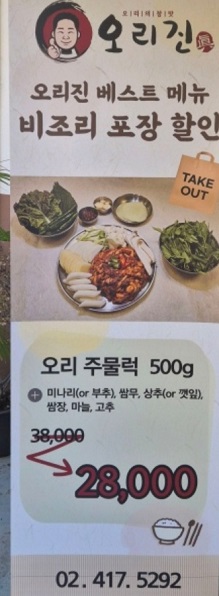 오리진
오리진 베스트 메뉴
비조리 포장 할인
TAKE
OUT
오리 주물럭 500g
+ 미나리(or 부추), 쌈무, 상추(or 깻잎),
쌈장, 마늘, 고추
38,000
28,000
02. 417. 5292